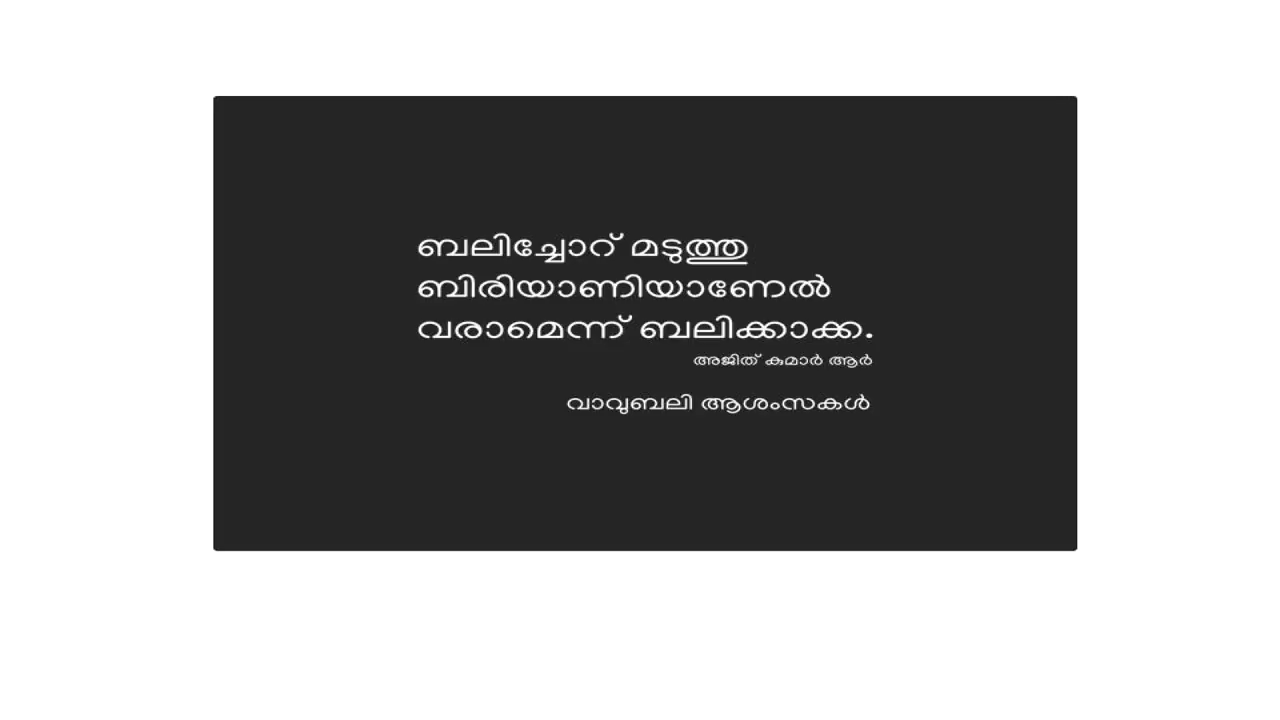 ബലിച്ചോറ് മടുത്തു
ബിരിയാണിയാണേൽ
വരാമെന്ന് ബലിക്കാക്ക.
അജിത് കുമാർ ആർ
വാവുബലി ആശംസകൾ